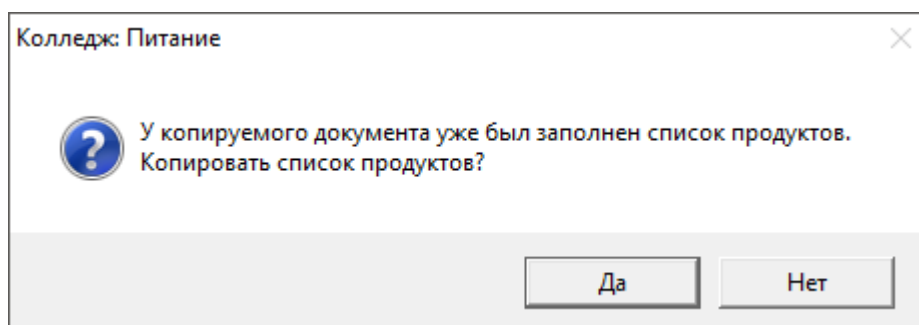 Колледж: Питание
У копируемого документа уже был заполнен список продуктов.
Копировать список продуктов?
Да
Нет